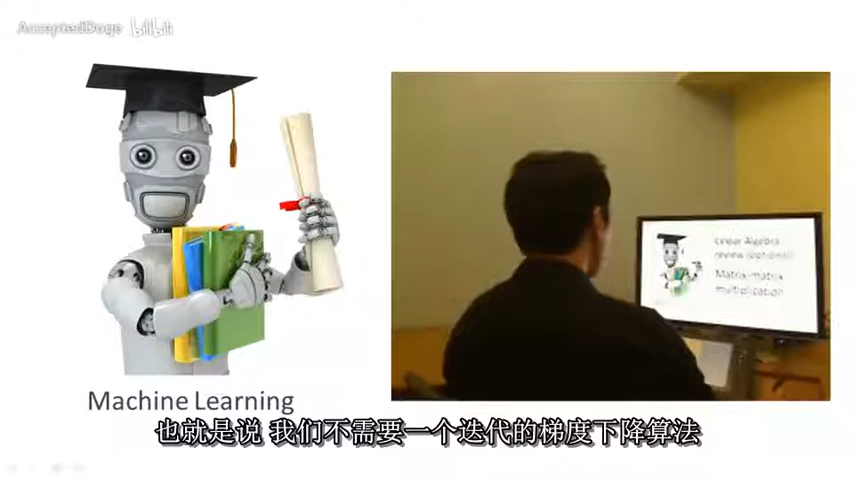 AcceptedDoge bilibili
Linear Algebra
review (optional)
Matrix-matrix
multiplication
Machine Learning
也就是说 我们不需要一个迭代的梯度下降算法